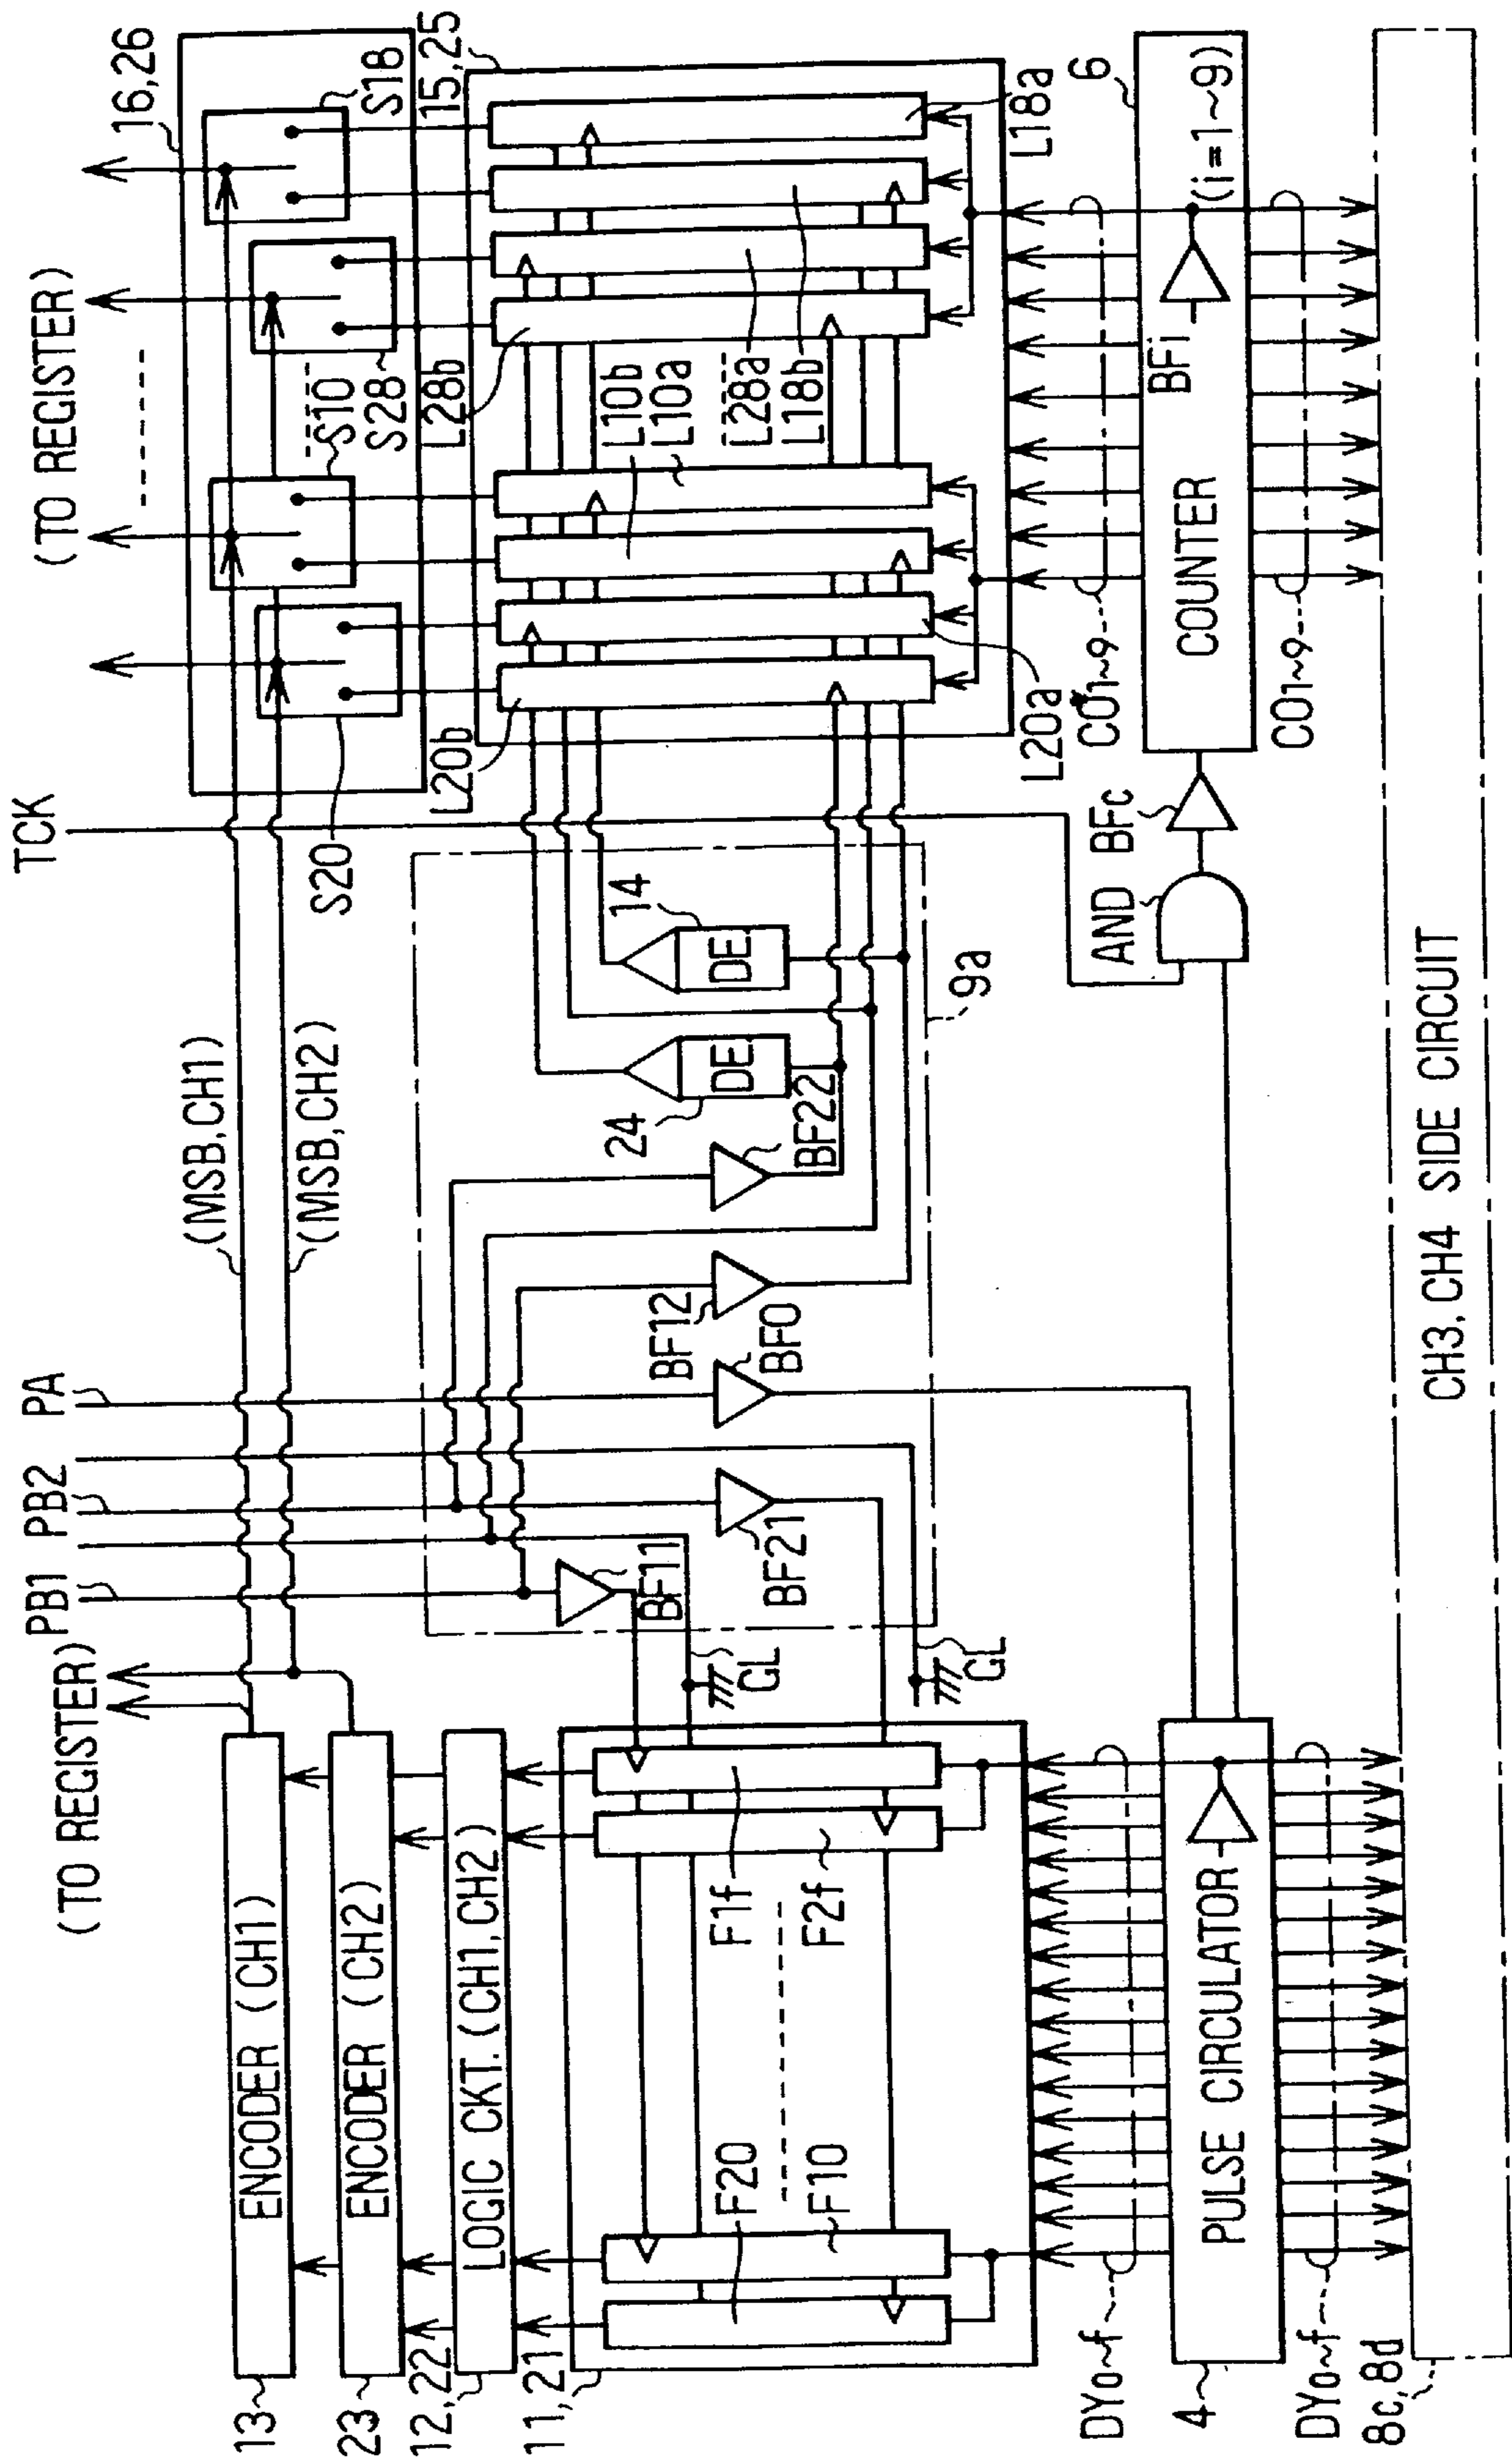 (TO REGISTER)
PB1
PB2
PA
TCK
(TO REGISTER)
16,26
13
ENCODER (CH1)
(MSB,CH1)
S18
23
ENCODER (CH2)
(MSB,CH2)
S20
S10
S28
15,25
12,22
LOGIC CKT.(CH1,CH2)
L20b
L28b
11,21
BF11
14
DE
24
DE
L10b
L10a
L28a
L18b
GL
BF21
BF12
BF0
BF22
F20
F10
F1f
F2f
GL
9a
L20a
L18a
DY0~f
CO1~9
6
AND
BFc
4
PULSE CIRCULATOR
COUNTER
BFi
(i=1~9)
DY0~f
CO1~9
8c,8d
CH3,CH4 SIDE CIRCUIT